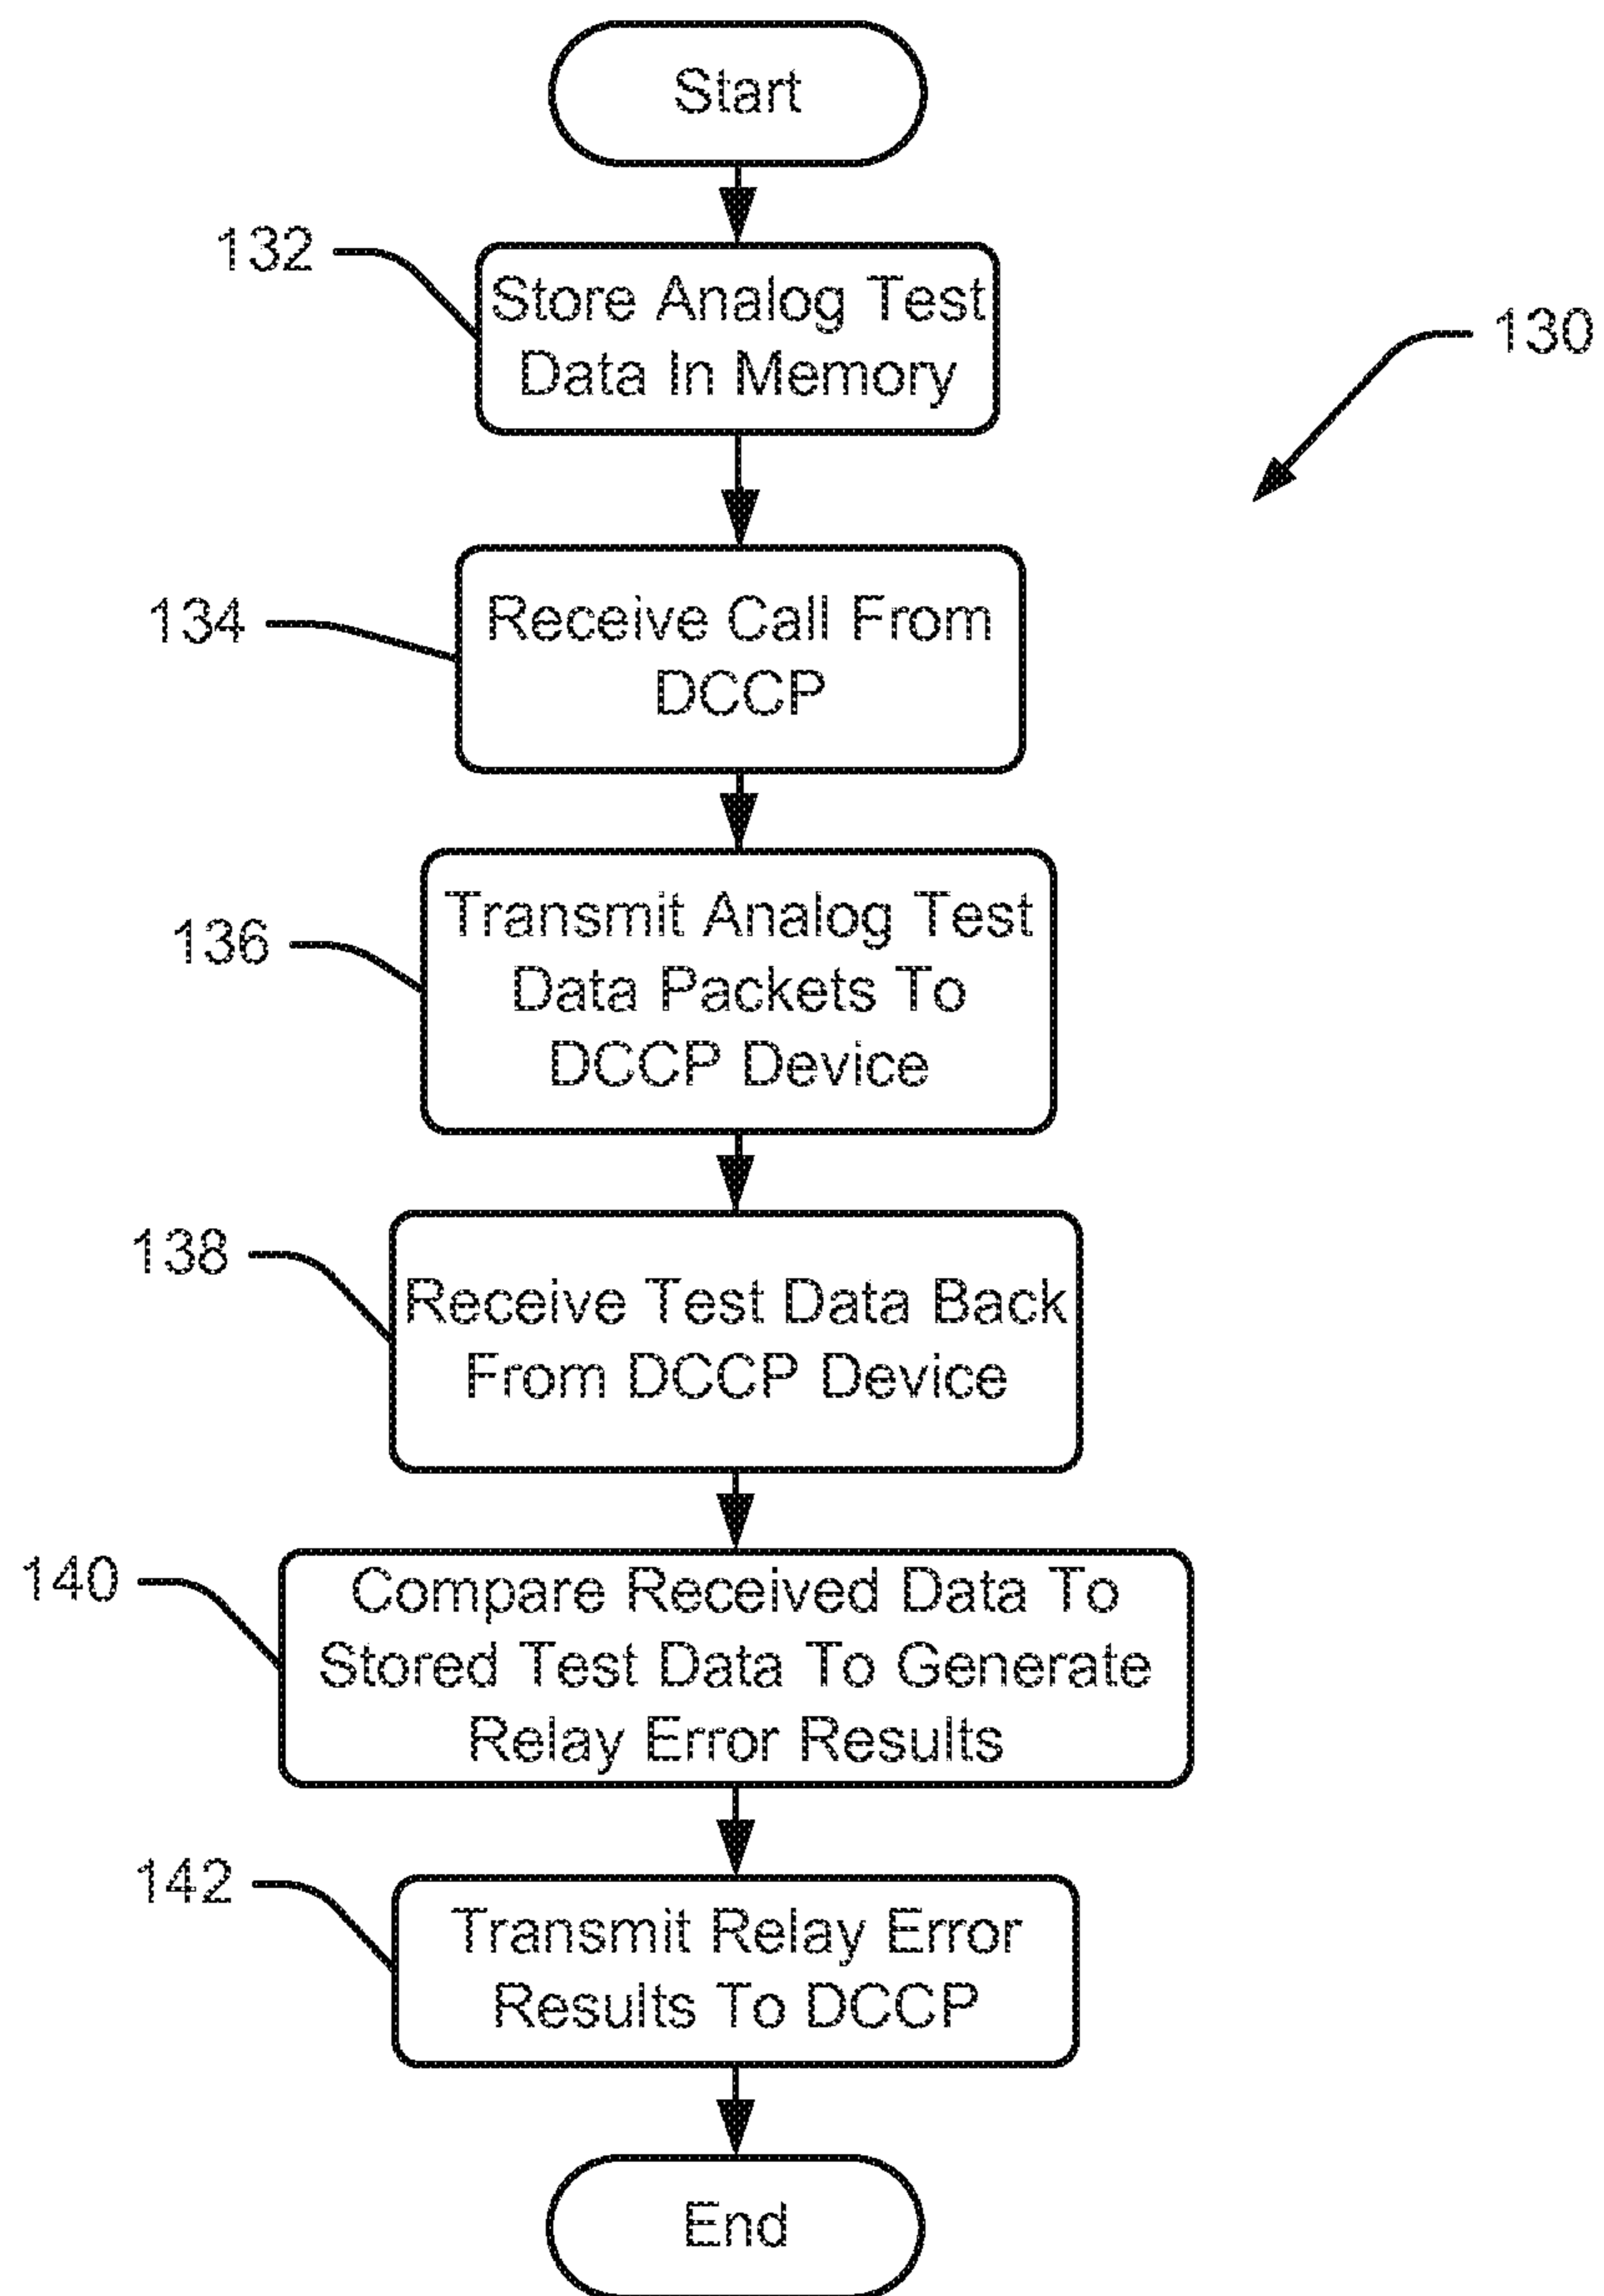 Start
132
Store Analog Test
Data In Memory
130
134
Receive Call From
DCCP
136
Transmit Analog Test
Data Packets To
DCCP Device
138
Receive Test Data Back
From DCCP Device
140
Compare Received Data To
Stored Test Data To Generate
Relay Error Results
142
Transmit Relay Error
Results To DCCP
End